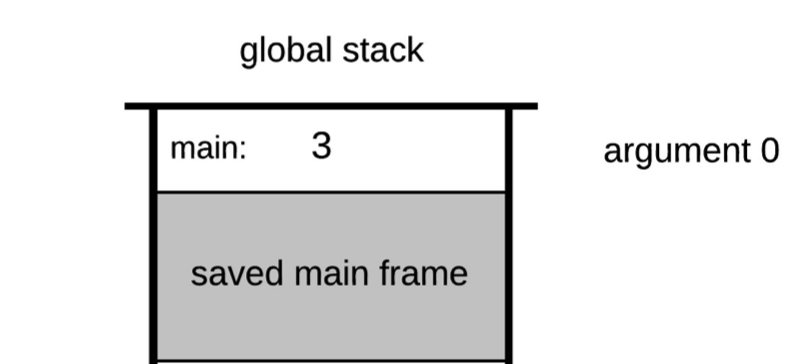 global stack
main: 3
argument 0
saved main frame